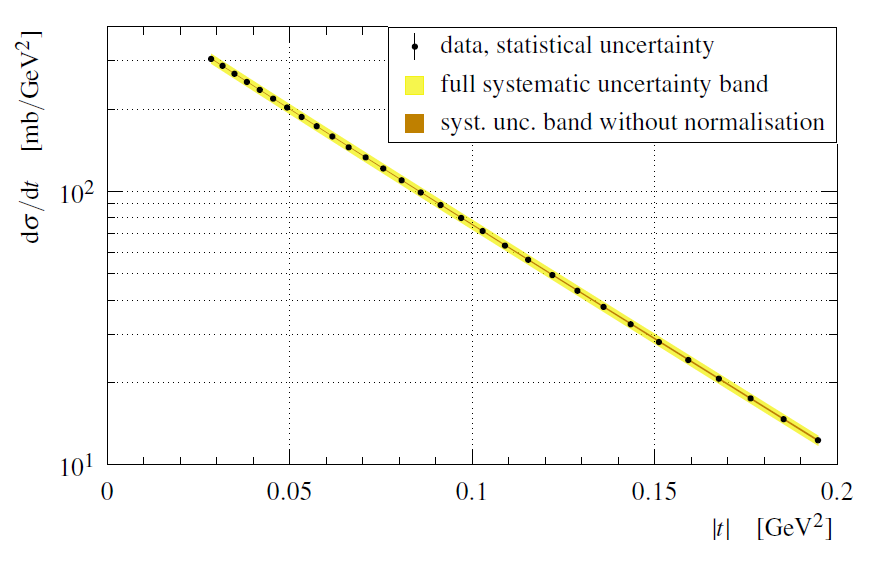 dσ/dt [mb/GeV²]
data, statistical uncertainty
full systematic uncertainty band
syst. unc. band without normalisation
10²
10¹
0 0.05 0.1 0.15 0.2
|t| [GeV²]